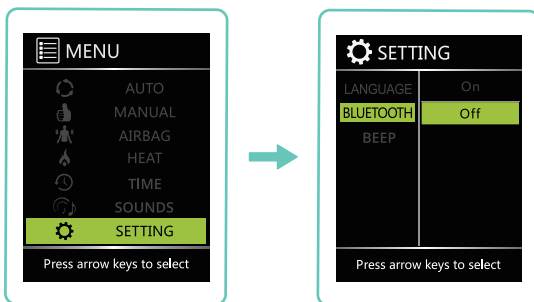 MENU
AUTO
MANUAL
AIRBAG
HEAT
TIME
SOUNDS
SETTING
Press arrow keys to select
SETTING
LANGUAGE On
BLUETOOTH Off
BEEP
Press arrow keys to select